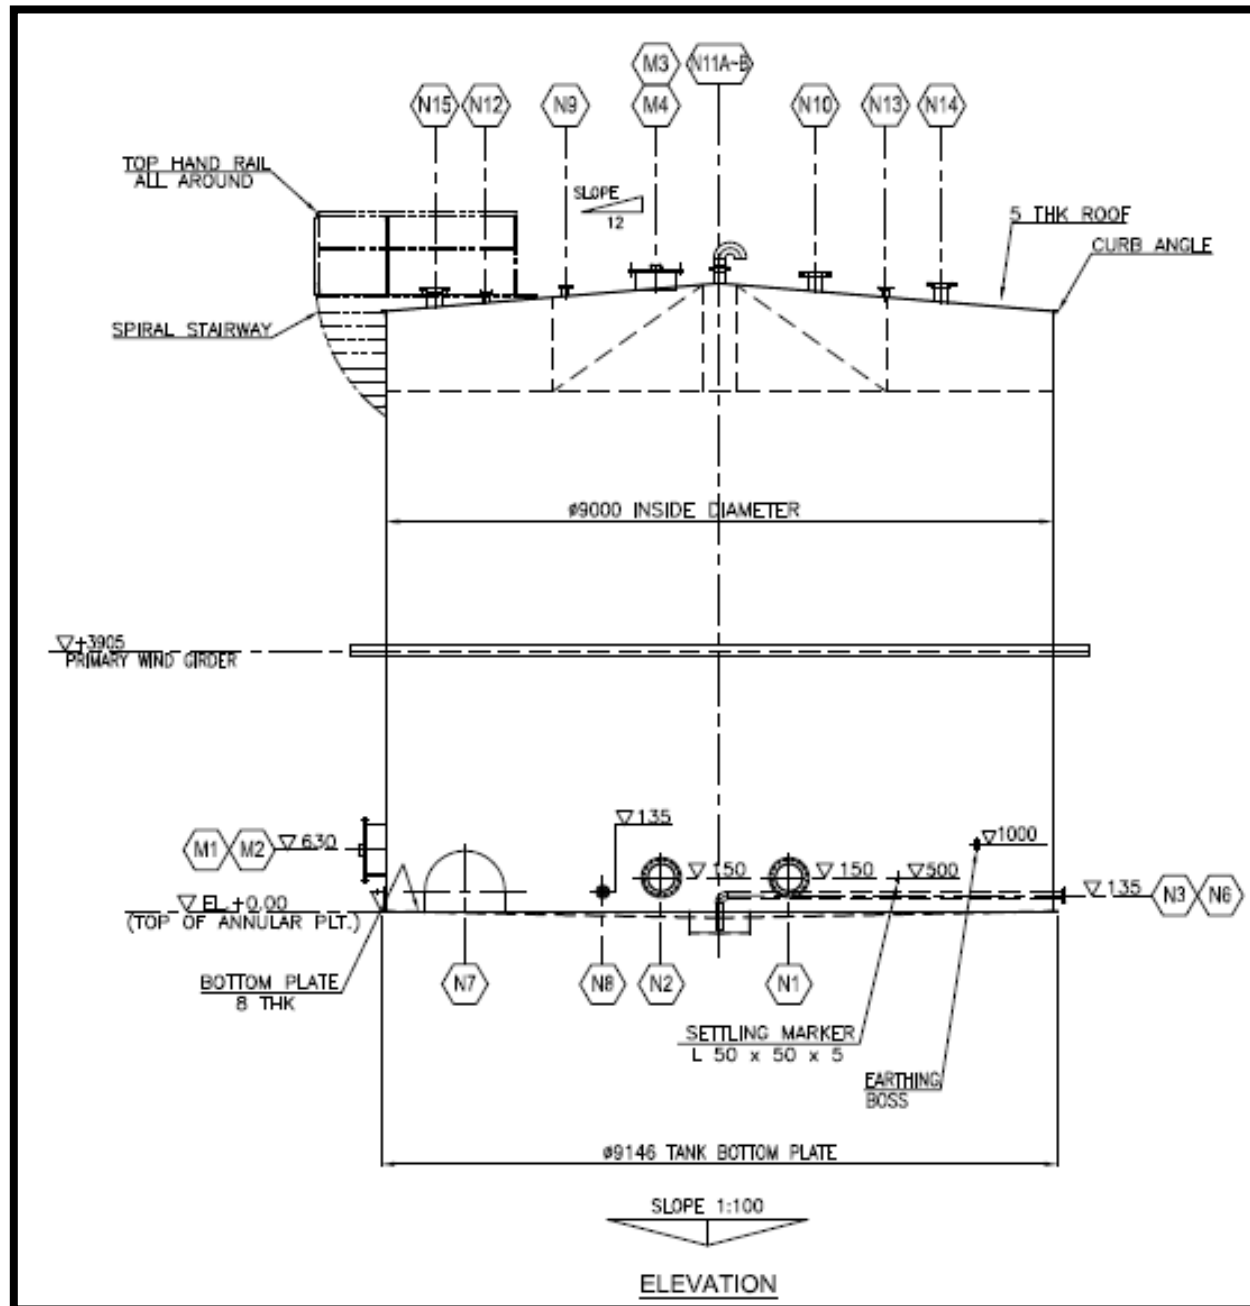 M3
N11A~B
N15
N12
N9
M4
N10
N13
N14
TOP HAND RAIL
ALL AROUND
SLOPE
12
5 THK ROOF
CURB ANGLE
SPIRAL STAIRWAY
ø9000 INSIDE DIAMETER
▽+3905
PRIMARY WIND GIRDER
▽135
▽1000
M1
M2
▽630
▽150
▽150
▽500
▽135
N3
N6
▽EL.+0.00
(TOP OF ANNULAR PLT.)
BOTTOM PLATE
8 THK
N7
N8
N2
N1
SETTLING MARKER
L 50 x 50 x 5
EARTHING
BOSS
ø9146 TANK BOTTOM PLATE
SLOPE 1:100
ELEVATION